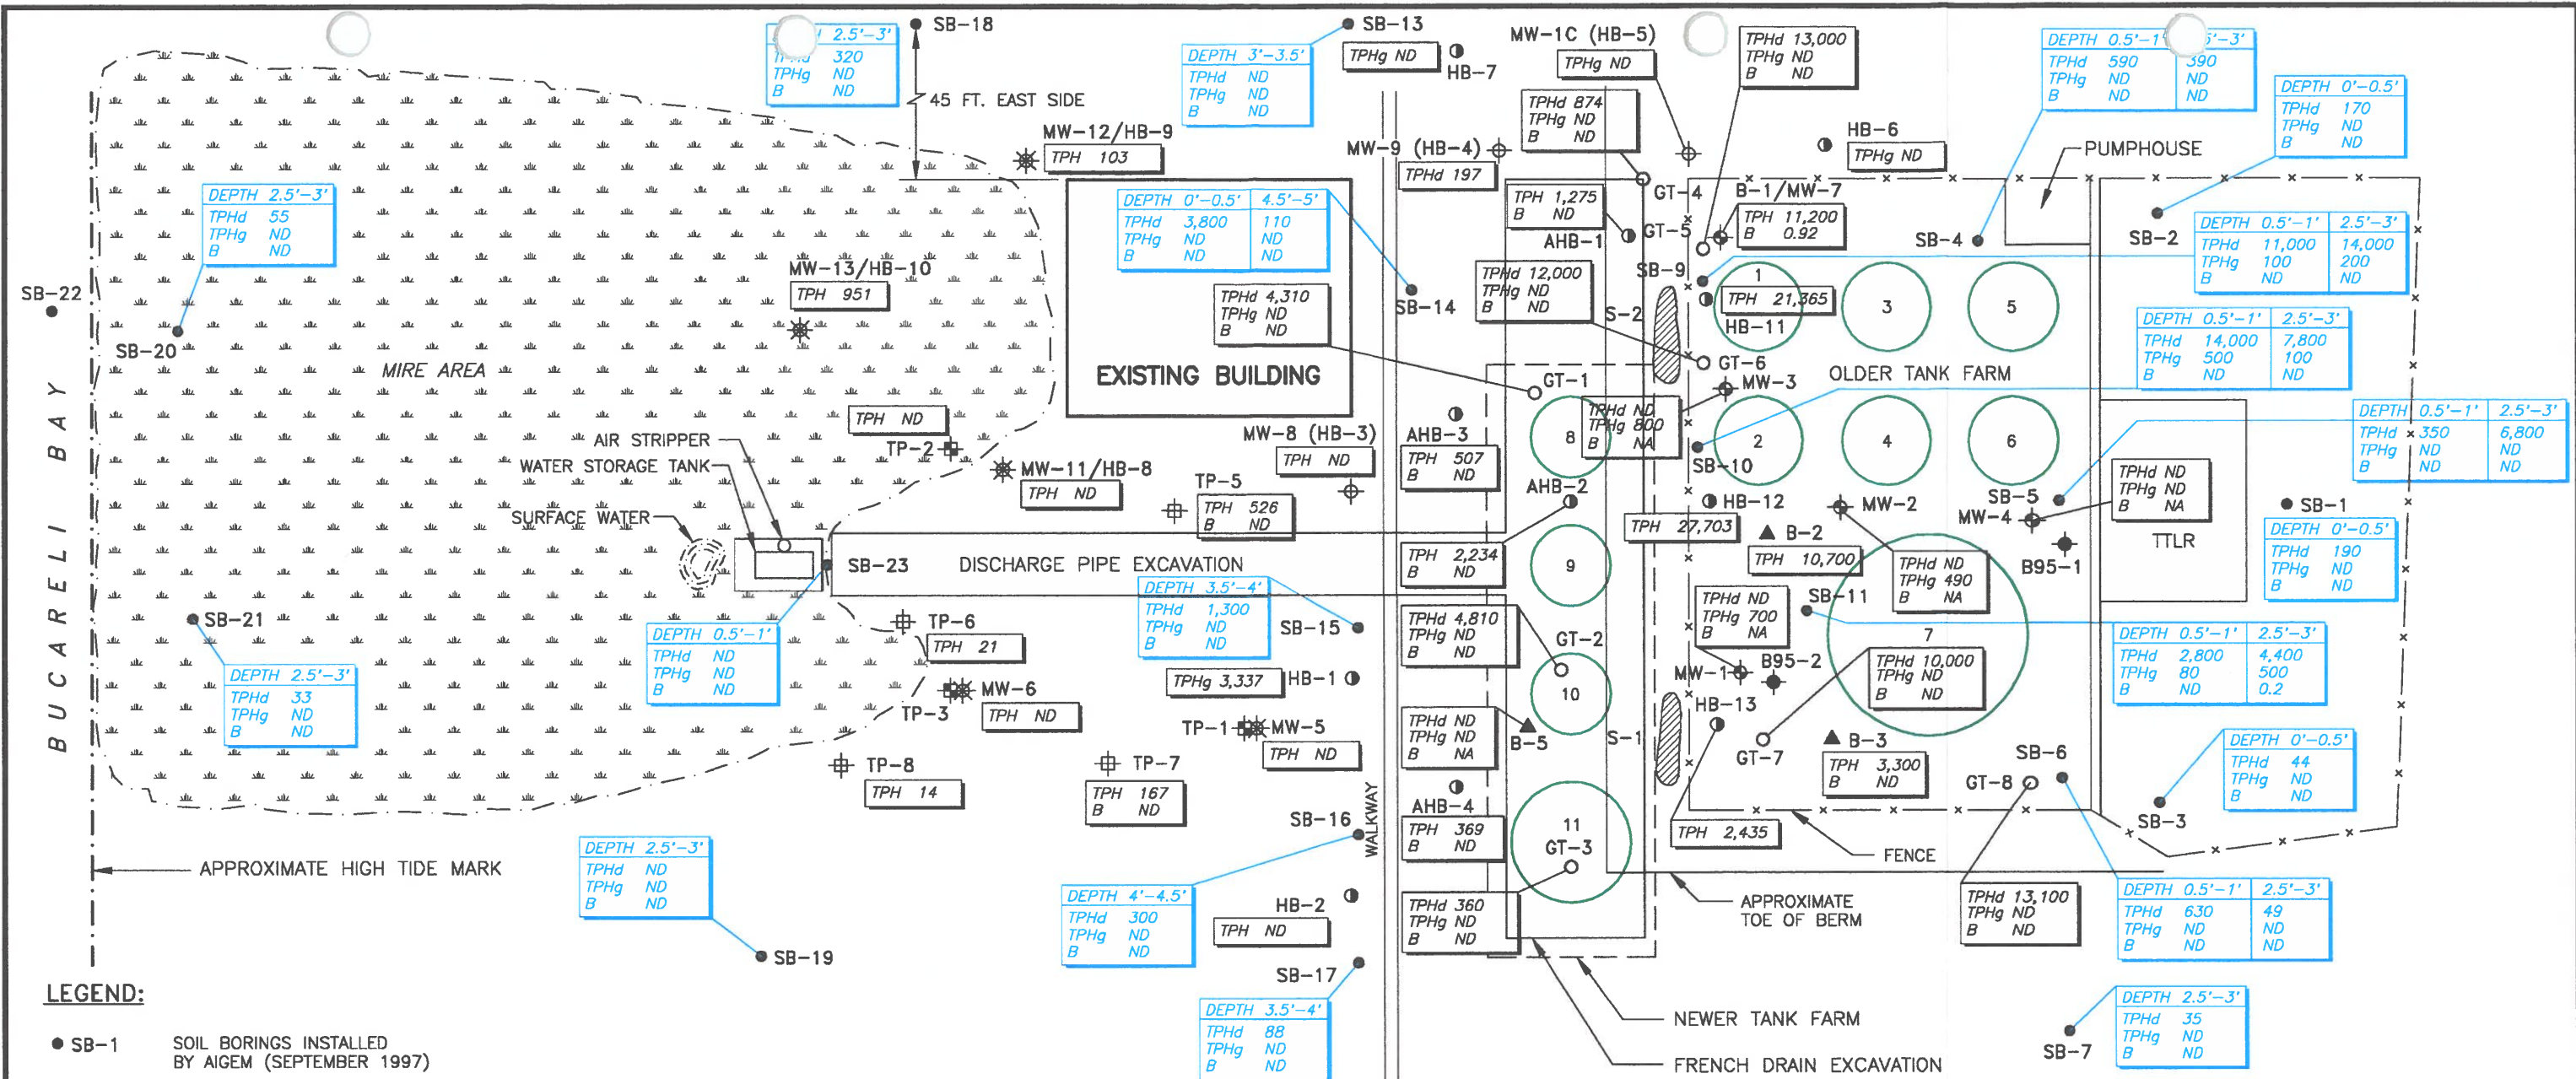 2.5'-3'
320
TPHg ND
B ND
SB-18
45 FT. EAST SIDE
SB-13
DEPTH 3'-3.5'
TPHd ND
TPHg ND
B ND
TPHg ND
HB-7
MW-1C (HB-5)
TPHg ND
TPHd 13,000
TPHg ND
B ND
TPHd 874
TPHg ND
B ND
MW-9 (HB-4)
TPHd 197
HB-6
TPHg ND
DEPTH 0.5'-1' 5'-3'
TPHd 590 390
TPHg ND ND
B ND ND
DEPTH 0'-0.5'
TPHd 170
TPHg ND
B ND
PUMPHOUSE
MW-12/HB-9
TPH 103
DEPTH 2.5'-3'
TPHd 55
TPHg ND
B ND
SB-22
SB-20
MW-13/HB-10
TPH 951
MIRE AREA
DEPTH 0'-0.5' 4.5'-5'
TPHd 3,800 110
TPHg ND ND
B ND ND
SB-14
TPHd 4,310
TPHg ND
B ND
EXISTING BUILDING
TPH 1,275
B ND
AHB-1
GT-4
GT-5
B-1/MW-7
TPH 11,200
B 0.92
TPHd 12,000
TPHg ND
B ND
S-2
SB-9
1
TPH 21,365
HB-11
3
5
SB-4
SB-2
DEPTH 0.5'-1' 2.5'-3'
TPHd 11,000 14,000
TPHg 100 200
B ND ND
DEPTH 0.5'-1' 2.5'-3'
TPHd 14,000 7,800
TPHg 500 100
B ND ND
GT-6
MW-3
OLDER TANK FARM
GT-1
8
TPHd ND
TPHg 800
B NA
SB-10
2
4
6
DEPTH 0.5'-1' 2.5'-3'
TPHd 350 6,800
TPHg ND ND
B ND ND
BUCARELI BAY
TPH ND
TP-2
AIR STRIPPER
WATER STORAGE TANK
SURFACE WATER
MW-11/HB-8
TPH ND
MW-8 (HB-3)
TPH ND
AHB-3
TPH 507
B ND
TP-5
TPH 526
B ND
AHB-2
TPH 27,703
HB-12
MW-2
B-2
TPH 10,700
SB-5
MW-4
B95-1
TPHd ND
TPHg ND
B NA
TTLR
SB-1
DEPTH 0'-0.5'
TPHd 190
TPHg ND
B ND
SB-23
DISCHARGE PIPE EXCAVATION
TPH 2,234
B ND
9
TPHd ND
TPHg 490
B NA
SB-21
DEPTH 2.5'-3'
TPHd 33
TPHg ND
B ND
DEPTH 0.5'-1'
TPHd ND
TPHg ND
B ND
TP-6
TPH 21
DEPTH 3.5'-4'
TPHd 1,300
TPHg ND
B ND
SB-15
TPHd 4,810
TPHg ND
B ND
GT-2
10
TPHd ND
TPHg 700
B NA
SB-11
7
DEPTH 0.5'-1' 2.5'-3'
TPHd 2,800 4,400
TPHg 80 500
B ND 0.2
TP-3
MW-6
TPH ND
TPHg 3,337
HB-1
MW-1
B95-2
TPHd 10,000
TPHg ND
B ND
TP-1
MW-5
TPH ND
TPHd ND
TPHg ND
B NA
B-5
S-1
HB-13
GT-7
B-3
TPH 3,300
B ND
TP-8
TPH 14
TP-7
TPH 167
B ND
SB-6
GT-8
DEPTH 0'-0.5'
TPHd 44
TPHg ND
B ND
SB-3
SB-16
WALKWAY
AHB-4
TPH 369
B ND
11
GT-3
TPH 2,435
FENCE
APPROXIMATE HIGH TIDE MARK
DEPTH 2.5'-3'
TPHd ND
TPHg ND
B ND
SB-19
DEPTH 4'-4.5'
TPHd 300
TPHg ND
B ND
HB-2
TPH ND
TPHd 360
TPHg ND
B ND
APPROXIMATE
TOE OF BERM
TPHd 13,100
TPHg ND
B ND
DEPTH 0.5'-1' 2.5'-3'
TPHd 630 49
TPHg ND ND
B ND ND
SB-17
DEPTH 3.5'-4'
TPHd 88
TPHg ND
B ND
NEWER TANK FARM
FRENCH DRAIN EXCAVATION
DEPTH 2.5'-3'
TPHd 35
TPHg ND
B ND
SB-7
LEGEND:
SB-1 SOIL BORINGS INSTALLED
BY AIGEM (SEPTEMBER 1997)